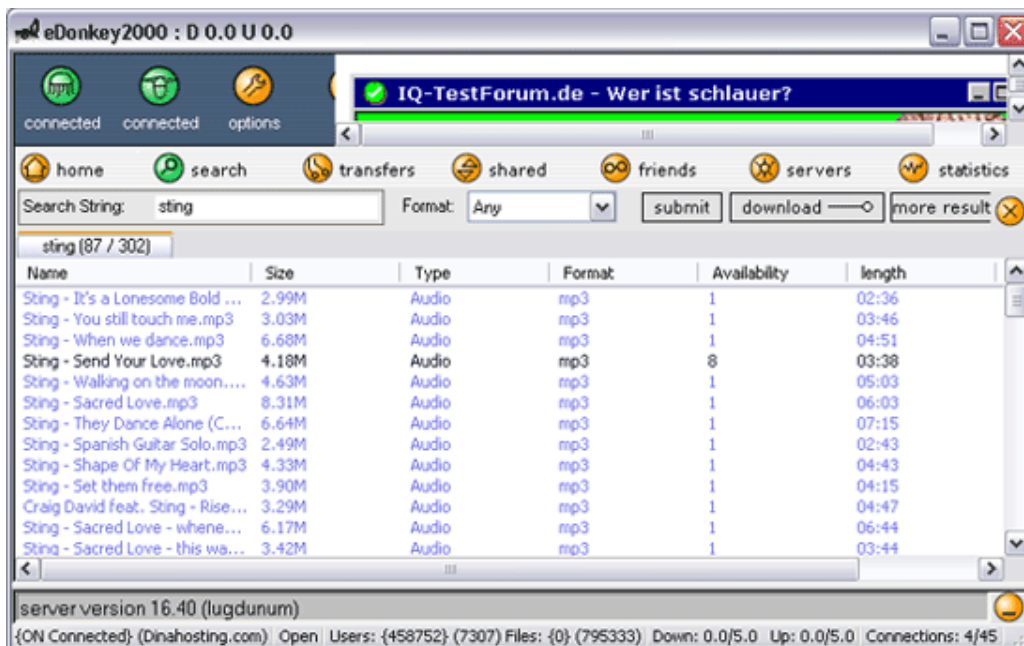 eDonkey2000 : D 0.0 U 0.0
connected connected options
IQ-TestForum.de - Wer ist schlauer?
home search transfers shared friends servers statistics
Search String: sting Format: Any submit download more result
sting (87 / 302)
Name Size Type Format Availability length
Sting - It's a Lonesome Bold ... 2.99M Audio mp3 1 02:36
Sting - You still touch me.mp3 3.03M Audio mp3 1 03:46
Sting - When we dance.mp3 6.68M Audio mp3 1 04:51
Sting - Send Your Love.mp3 4.18M Audio mp3 8 03:38
Sting - Walking on the moon.... 4.63M Audio mp3 1 05:03
Sting - Sacred Love.mp3 8.31M Audio mp3 1 06:03
Sting - They Dance Alone (C... 6.64M Audio mp3 1 07:15
Sting - Spanish Guitar Solo.mp3 2.49M Audio mp3 1 02:43
Sting - Shape Of My Heart.mp3 4.33M Audio mp3 1 04:43
Sting - Set them free.mp3 3.90M Audio mp3 1 04:15
Craig David feat. Sting - Rise... 3.29M Audio mp3 1 04:47
Sting - Sacred Love - whene... 6.17M Audio mp3 1 06:44
Sting - Sacred Love - this wa... 3.42M Audio mp3 1 03:44
server version 16.40 (lugdunum)
{ON Connected} (Dinahosting.com) Open Users: {458752} (7307) Files: {0} (795333) Down: 0.0/5.0 Up: 0.0/5.0 Connections: 4/45